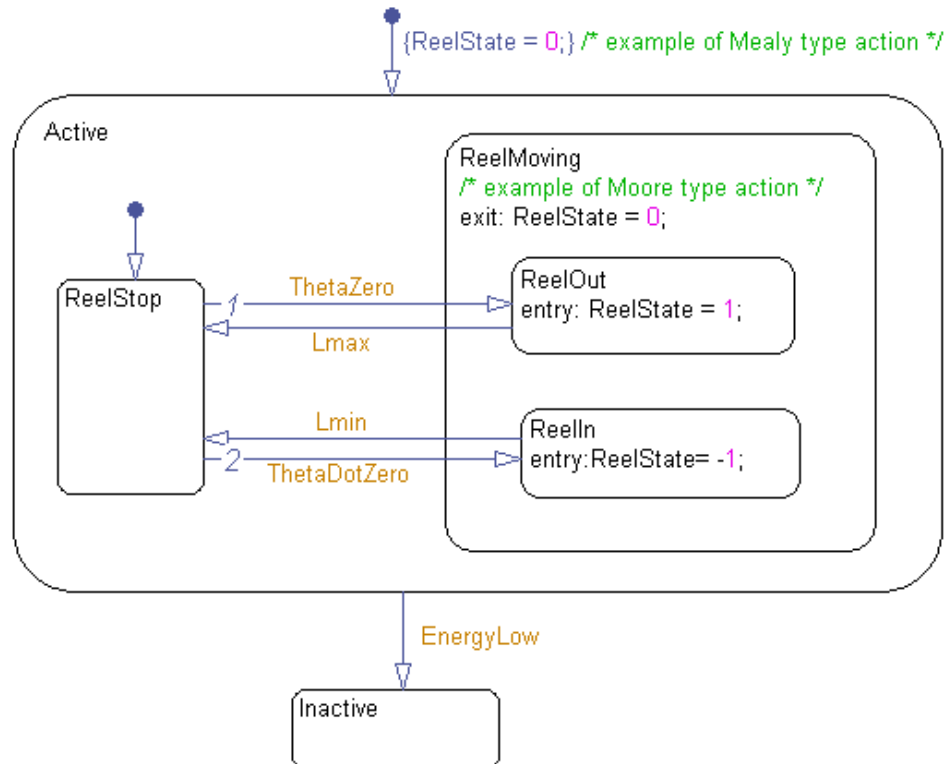 {ReelState = 0;} /* example of Mealy type action */
Active
ReelMoving
/* example of Moore type action */
exit: ReelState = 0;
ReelStop
1
ThetaZero
ReelOut
entry: ReelState = 1;
Lmax
Lmin
ReelIn
entry:ReelState= -1;
2
ThetaDotZero
EnergyLow
Inactive